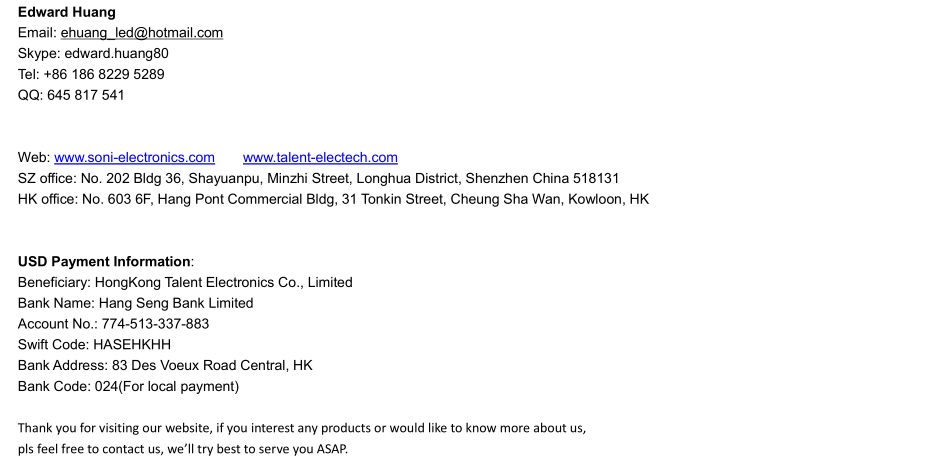 Edward Huang
Email: ehuang_led@hotmail.com
Skype: edward.huang80
Tel: +86 186 8229 5289
QQ: 645 817 541
Web: www.soni-electronics.com www.talent-electech.com
SZ office: No. 202 Bldg 36, Shayuanpu, Minzhi Street, Longhua District, Shenzhen China 518131
HK office: No. 603 6F, Hang Pont Commercial Bldg, 31 Tonkin Street, Cheung Sha Wan, Kowloon, HK
USD Payment Information:
Beneficiary: HongKong Talent Electronics Co., Limited
Bank Name: Hang Seng Bank Limited
Account No.: 774-513-337-883
Swift Code: HASEHKHH
Bank Address: 83 Des Voeux Road Central, HK
Bank Code: 024(For local payment)
Thank you for visiting our website, if you interest any products or would like to know more about us,
pls feel free to contact us, we’ll try best to serve you ASAP.